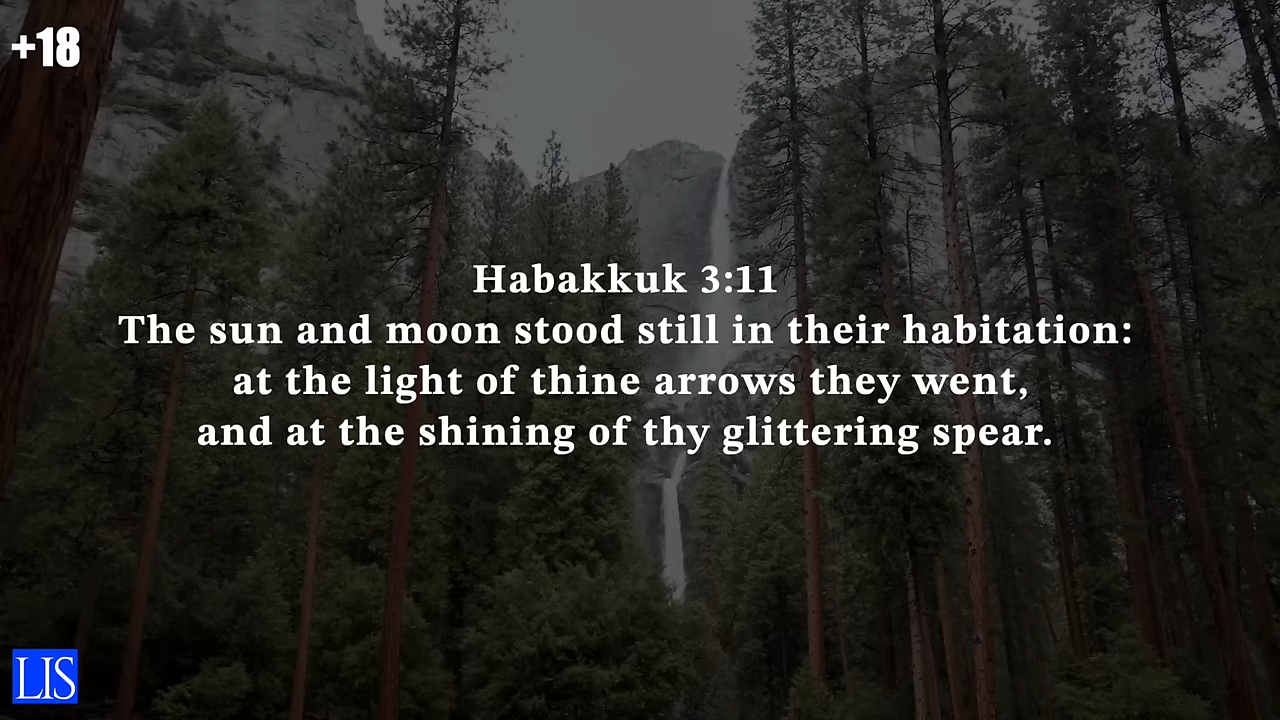 +18
Habakkuk 3:11
The sun and moon stood still in their habitation:
at the light of thine arrows they went,
and at the shining of thy glittering spear.
LIS